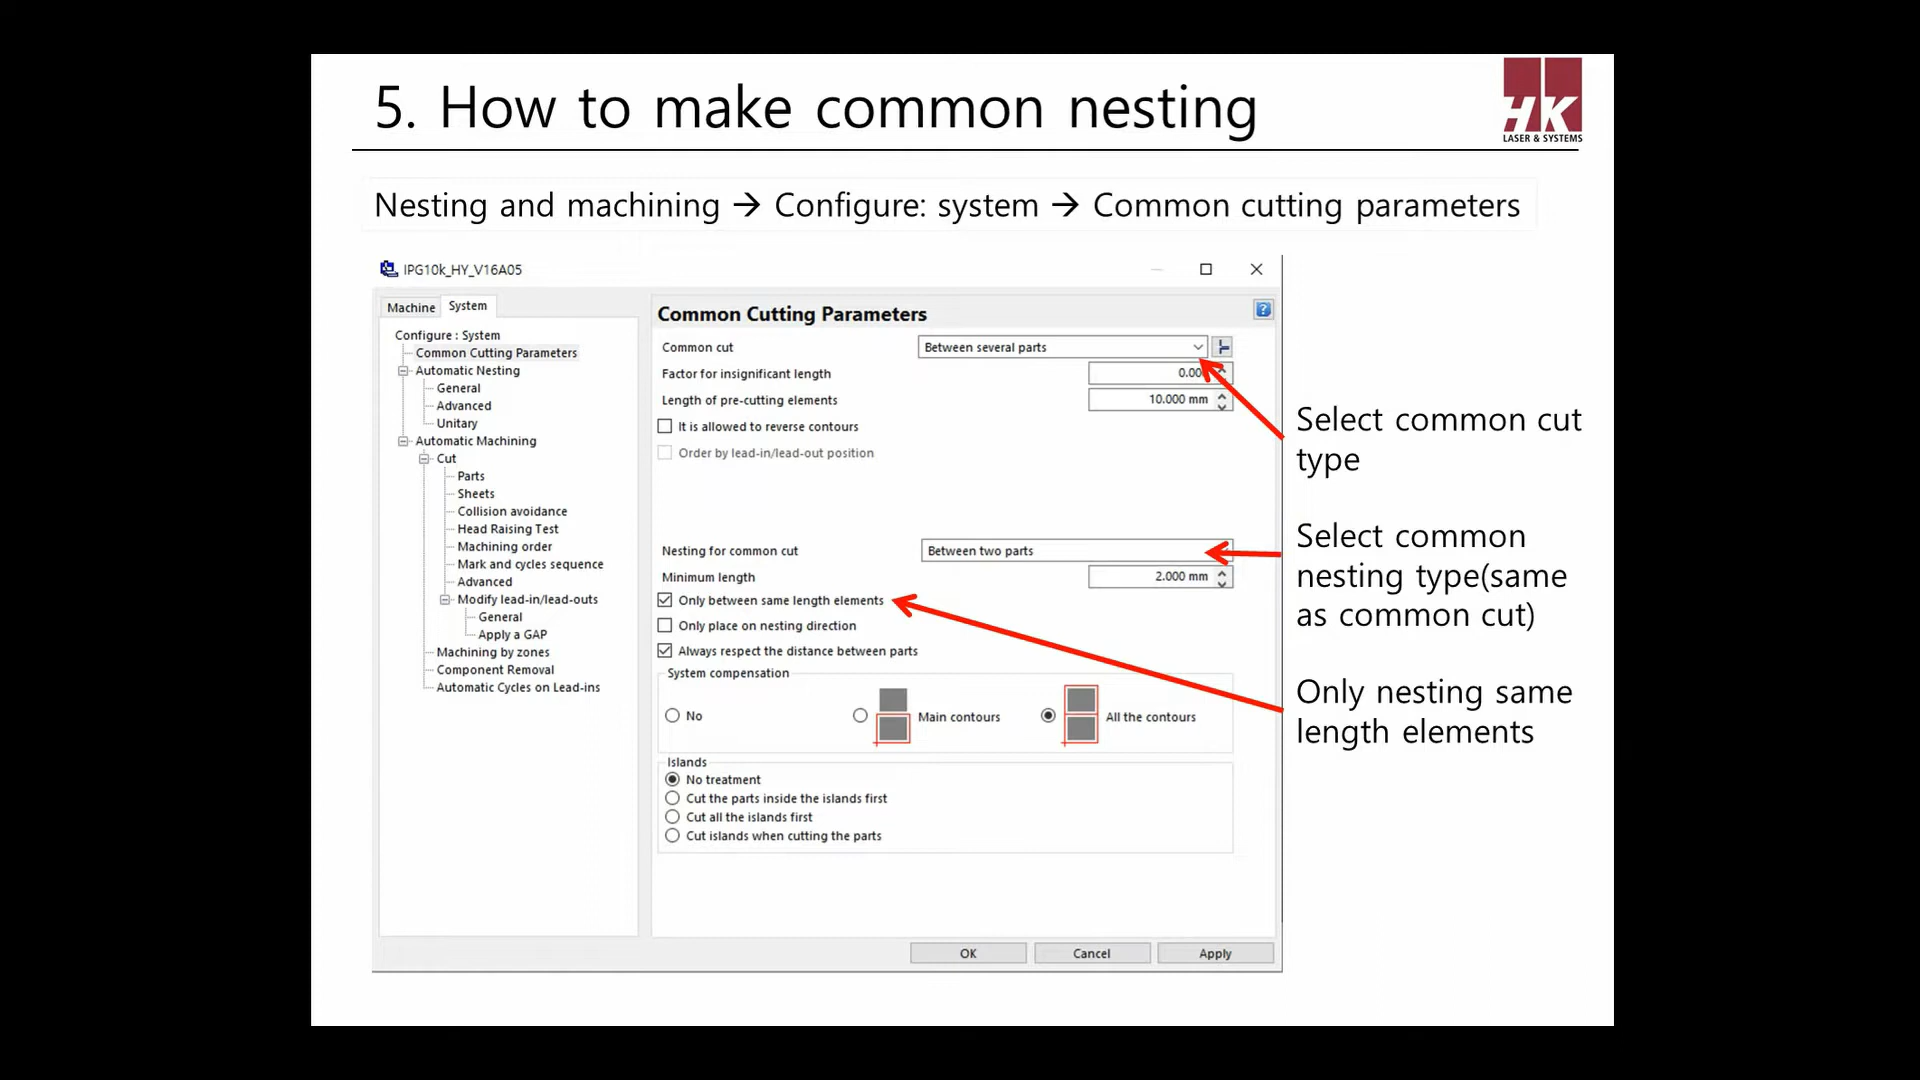 5. How to make common nesting
HK
LASER & SYSTEMS
Nesting and machining → Configure: system → Common cutting parameters
IPG10k_HY_V16A05
Machine
System
Configure : System
Common Cutting Parameters
Automatic Nesting
General
Advanced
Unitary
Automatic Machining
Cut
Parts
Sheets
Collision avoidance
Head Raising Test
Machining order
Mark and cycles sequence
Advanced
Modify lead-in/lead-outs
General
Apply a GAP
Machining by zones
Component Removal
Automatic Cycles on Lead-ins
Common Cutting Parameters
?
Common cut
Between several parts
Factor for insignificant length
Length of pre-cutting elements
10.000 mm
It is allowed to reverse contours
Order by lead-in/lead-out position
Nesting for common cut
Between two parts
Minimum length
2.000 mm
Only between same length elements
Only place on nesting direction
Always respect the distance between parts
System compensation
No
Main contours
All the contours
Islands
No treatment
Cut the parts inside the islands first
Cut all the islands first
Cut islands when cutting the parts
OK
Cancel
Apply
Select common cut
type
Select common
nesting type(same
as common cut)
Only nesting same
length elements